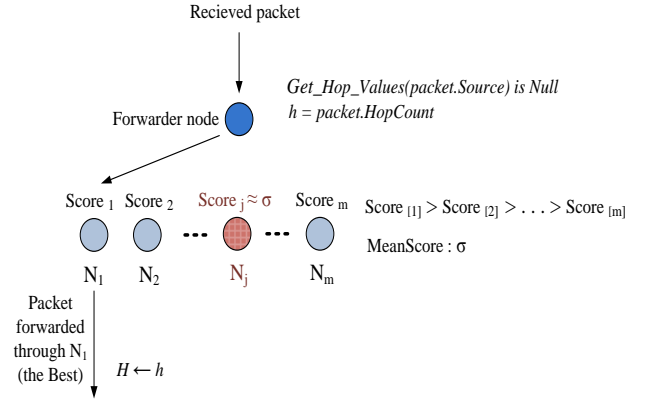 Recieved packet
Get_Hop_Values(packet.Source) is Null
h = packet.HopCount
Forwarder node
Score 1 Score 2 Score j ≈ σ Score m
Score [1] > Score [2] > . . . > Score [m]
MeanScore : σ
N1 N2 Nj Nm
Packet
forwarded
through N1
(the Best)
H ← h